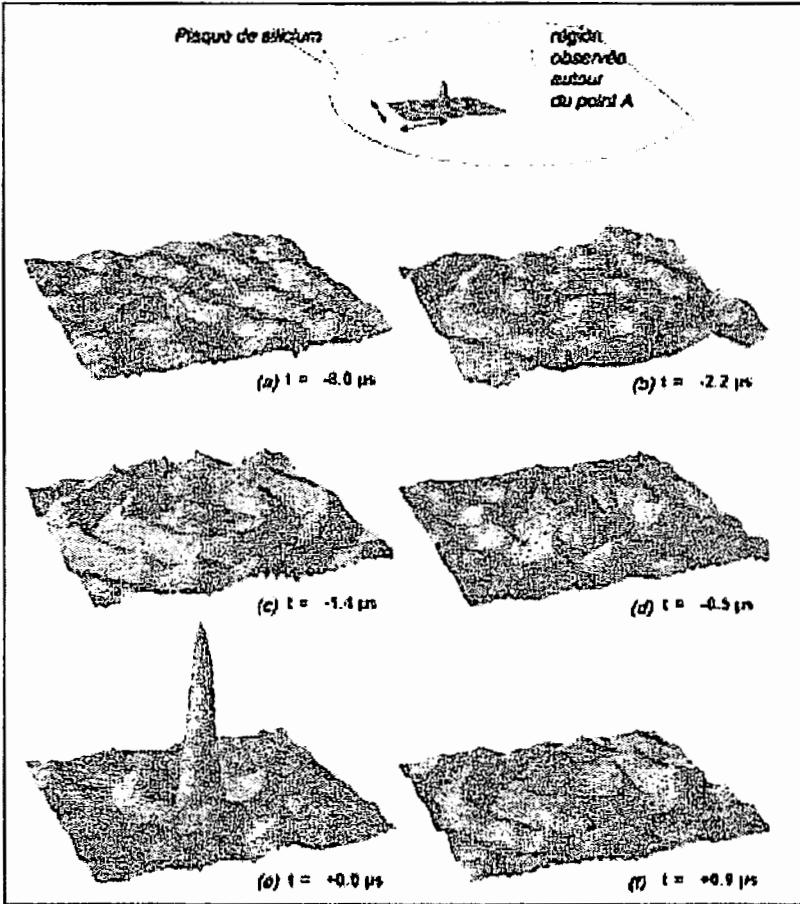 Plaque de silicium
région
observée
autour
du point A
(a) t = -8.0 µs
(b) t = -2.2 µs
(c) t = -1.4 µs
(d) t = -0.5 µs
(e) t = +0.0 µs
(f) t = +0.9 µs